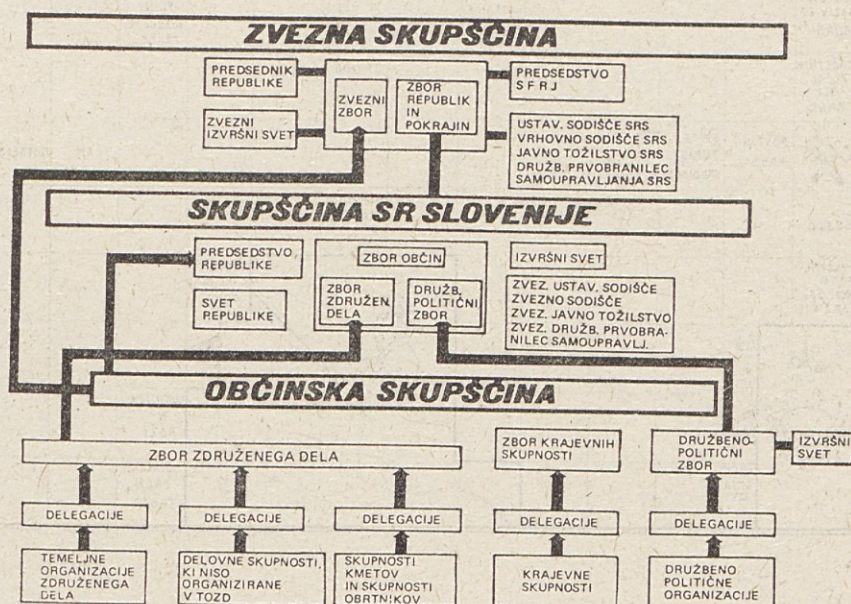 ZVEZNA SKUPŠČINA
PREDSEDNIK
REPUBLIKE
ZVEZNI
IZVRŠNI SVET
ZVEZNI
ZBOR
ZBOR
REPUBLIK
IN
POKRAJIN
PREDSEDSTVO
SFRJ
USTAV. SODIŠČE SRS
VRHOVNO SODIŠČE SRS
JAVNO TOŽILSTVO SRS
DRUŽB. PRVOBRANILEC
SAMOUPRAVLJANJA SRS
SKUPŠČINA SR SLOVENIJE
PREDSEDSTVO
REPUBLIKE
SVET
REPUBLIKE
ZBOR OBČIN
ZBOR
ZDRUŽEN.
DELA
DRUŽB.
POLITIČNI
ZBOR
IZVRŠNI SVET
ZVEZ. USTAV. SODIŠČE
ZVEZNO SODIŠČE
ZVEZ. JAVNO TOŽILSTVO
ZVEZ. DRUŽB. PRVOBRA-
NILEC SAMOUPRAVLJ.
OBČINSKA SKUPŠČINA
ZBOR ZDRUŽENEGA DELA
ZBOR KRAJEVNIH
SKUPNOSTI
DRUŽBENO-
POLITIČNI
ZBOR
IZVRŠNI
SVET
DELEGACIJE
DELEGACIJE
DELEGACIJE
DELEGACIJE
DELEGACIJE
TEMELJNE
ORGANIZACIJE
ZDRUŽENEGA
DELA
DELOVNE SKUPNOSTI,
KI NISO
ORGANIZIRANE
V TOZD
SKUPNOSTI
KMETOV
IN SKUPNOSTI
OBRTNIKOV
KRAJEVNE
SKUPNOSTI
DRUŽBENO
POLITIČNE
ORGANIZACIJE